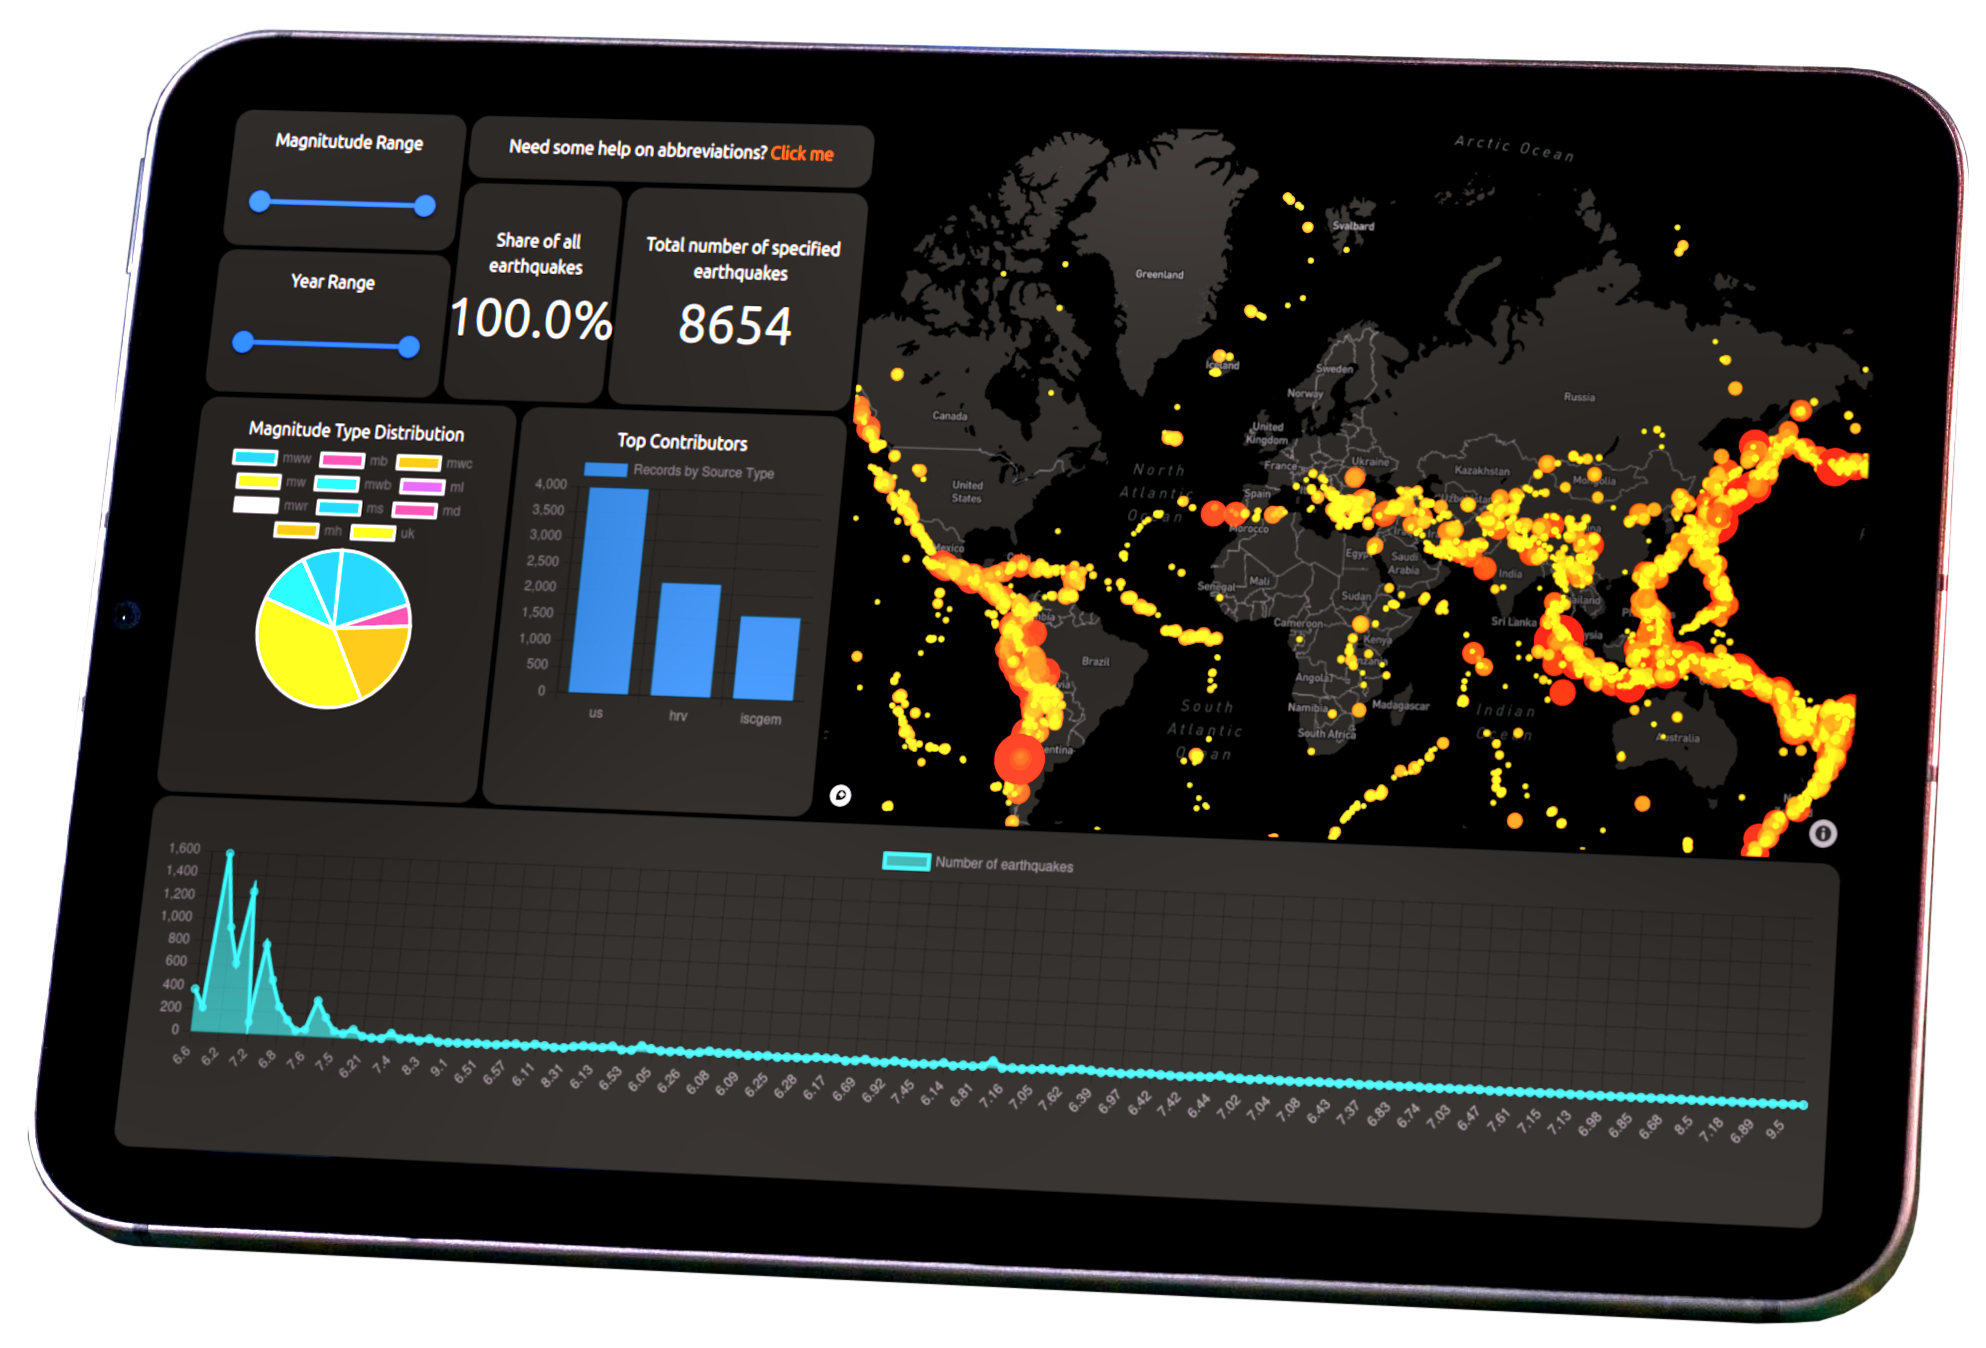 Magnitutude Range
Need some help on abbreviations? Click me
Share of all
earthquakes
100.0%
Total number of specified
earthquakes
8654
Year Range
Magnitude Type Distribution
mww mb mwc
mw mwb ml
mwr ms md
mh uk
Top Contributors
Records by Source Type
4,000
3,500
3,000
2,500
2,000
1,500
1,000
500
0
us hrv iscgem
Arctic Ocean
Svalbard
Greenland
Iceland
Sweden
Norway
Russia
Canada
United
Kingdom
North
Atlantic
Ocean
France
Ukraine
Kazakhstan
Mongolia
United
States
Spain
Morocco
Mexico
Egypt
Saudi
Arabia
India
Senegal
Mali
Sudan
Cameroon
Kenya
Sri Lanka
Brazil
Angola
Namibia
Madagascar
South Africa
South
Atlantic
Ocean
Indian
Ocean
Australia
Number of earthquakes
1,600
1,400
1,200
1,000
800
600
400
200
0
6.6 6.2 7.2 6.8 7.6 7.5 6.21 7.4 8.3 9.1 6.51 6.57 6.11 8.31 6.13 6.53 6.05 6.26 6.08 6.09 6.25 6.28 6.17 6.69 6.92 7.45 6.14 6.81 7.16 7.05 7.62 6.39 6.97 6.42 7.42 6.44 7.02 7.04 7.08 6.43 7.37 6.83 6.74 7.03 6.47 7.61 7.15 7.13 6.98 6.85 6.68 8.5 7.18 6.89 9.5